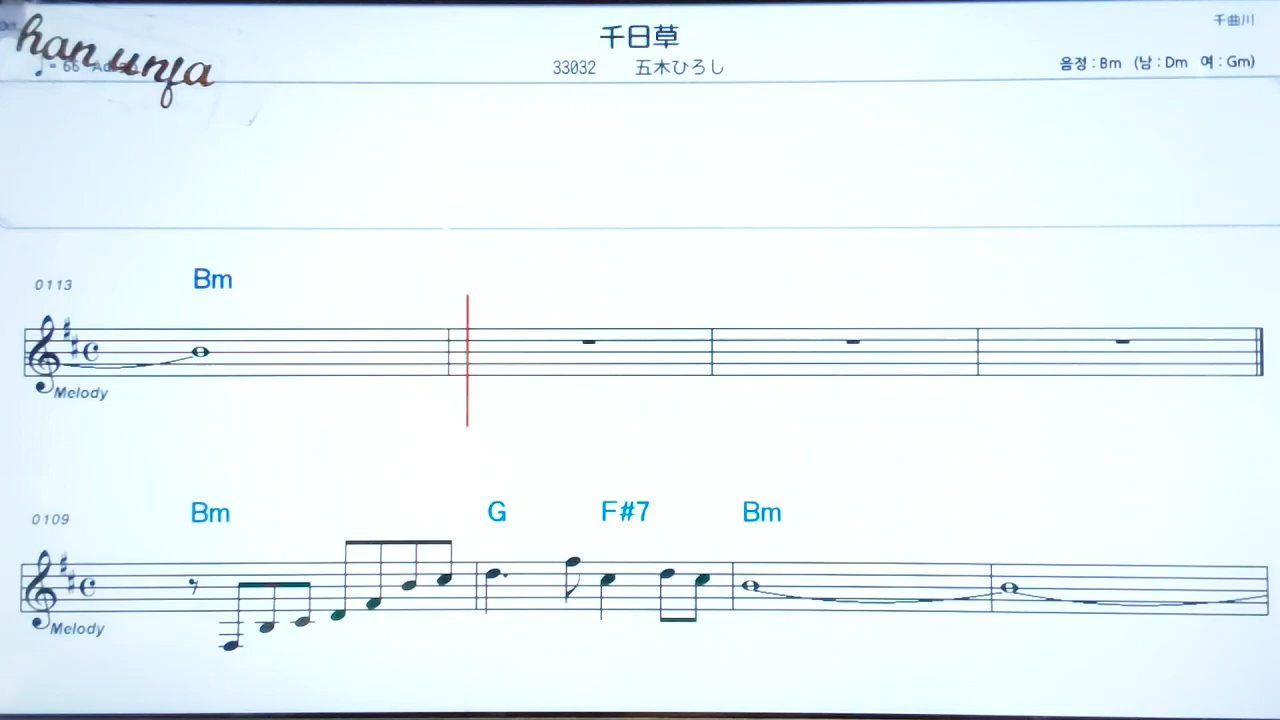 han unja
千日草
千曲川
♩ = 66
33032 五木ひろし
음정 : Bm (남 : Dm 여 : Gm)
0113
Bm
Melody
0109
Bm G F#7 Bm
Melody